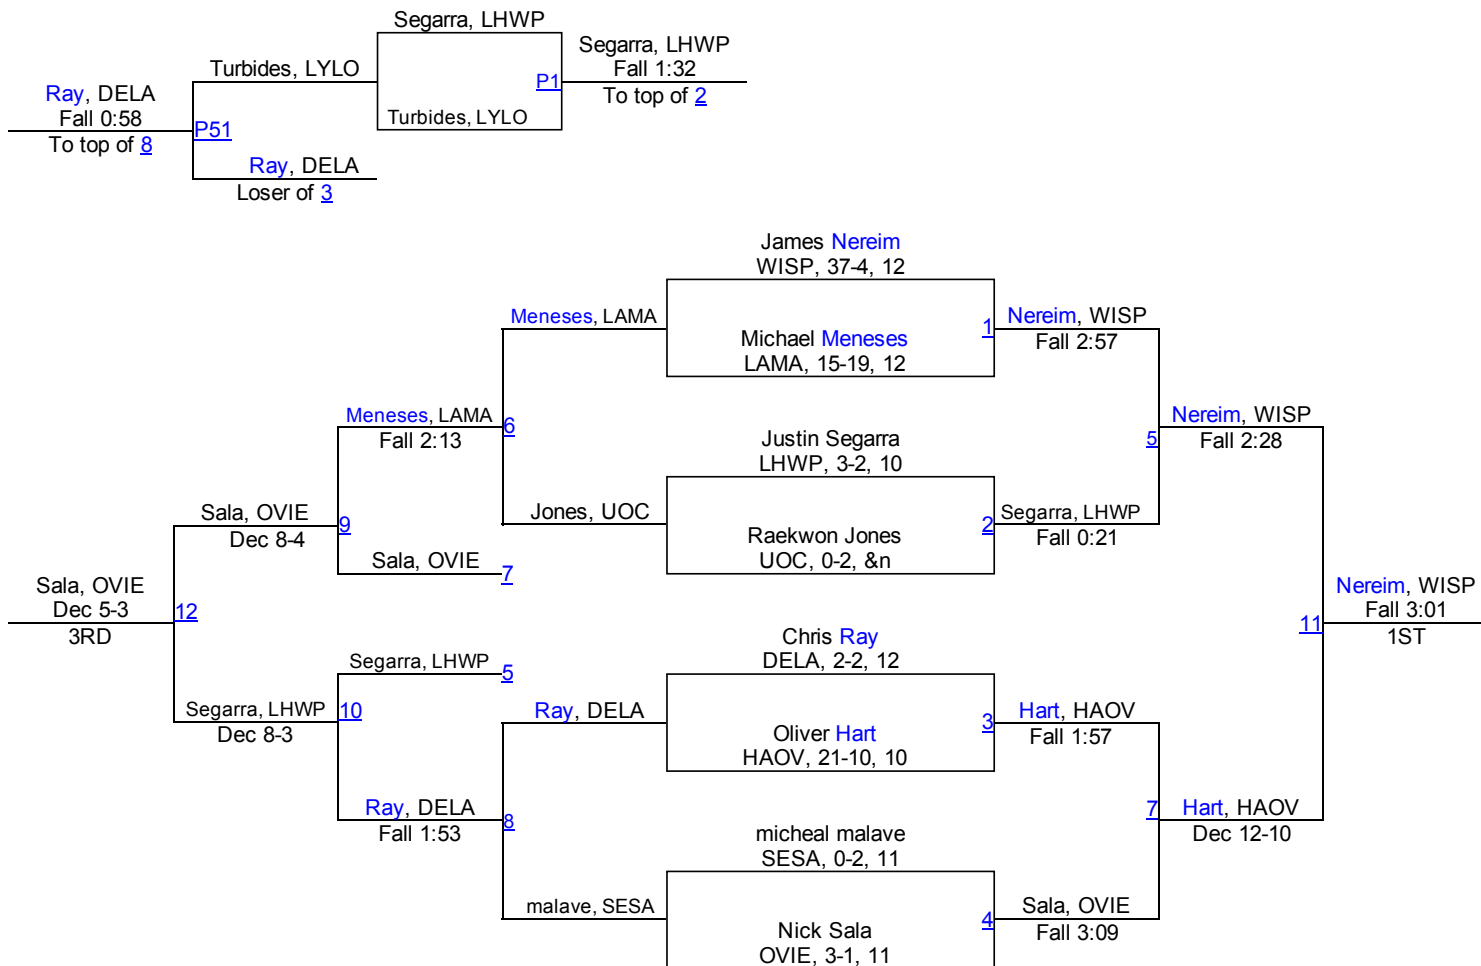 Segarra, LHWP
Segarra, LHWP
Fall 1:32
To top of 2
P1
Turbides, LYLO
Turbides, LYLO
Ray, DELA
Fall 0:58
To top of 8
P51
Ray, DELA
Loser of 3
James Nereim
WISP, 37-4, 12
Meneses, LAMA
1
Nereim, WISP
Fall 2:57
Michael Meneses
LAMA, 15-19, 12
Meneses, LAMA
Fall 2:13
6
Nereim, WISP
Fall 2:28
5
Justin Segarra
LHWP, 3-2, 10
Sala, OVIE
Dec 8-4
9
Jones, UOC
2
Segarra, LHWP
Fall 0:21
Raekwon Jones
UOC, 0-2, &n
Sala, OVIE
7
Sala, OVIE
Dec 5-3
3RD
12
11
Nereim, WISP
Fall 3:01
1ST
Chris Ray
DELA, 2-2, 12
Segarra, LHWP
5
Segarra, LHWP
Dec 8-3
10
Ray, DELA
3
Hart, HAOV
Fall 1:57
Oliver Hart
HAOV, 21-10, 10
Ray, DELA
Fall 1:53
8
7
Hart, HAOV
Dec 12-10
micheal malave
SESA, 0-2, 11
malave, SESA
4
Sala, OVIE
Fall 3:09
Nick Sala
OVIE, 3-1, 11